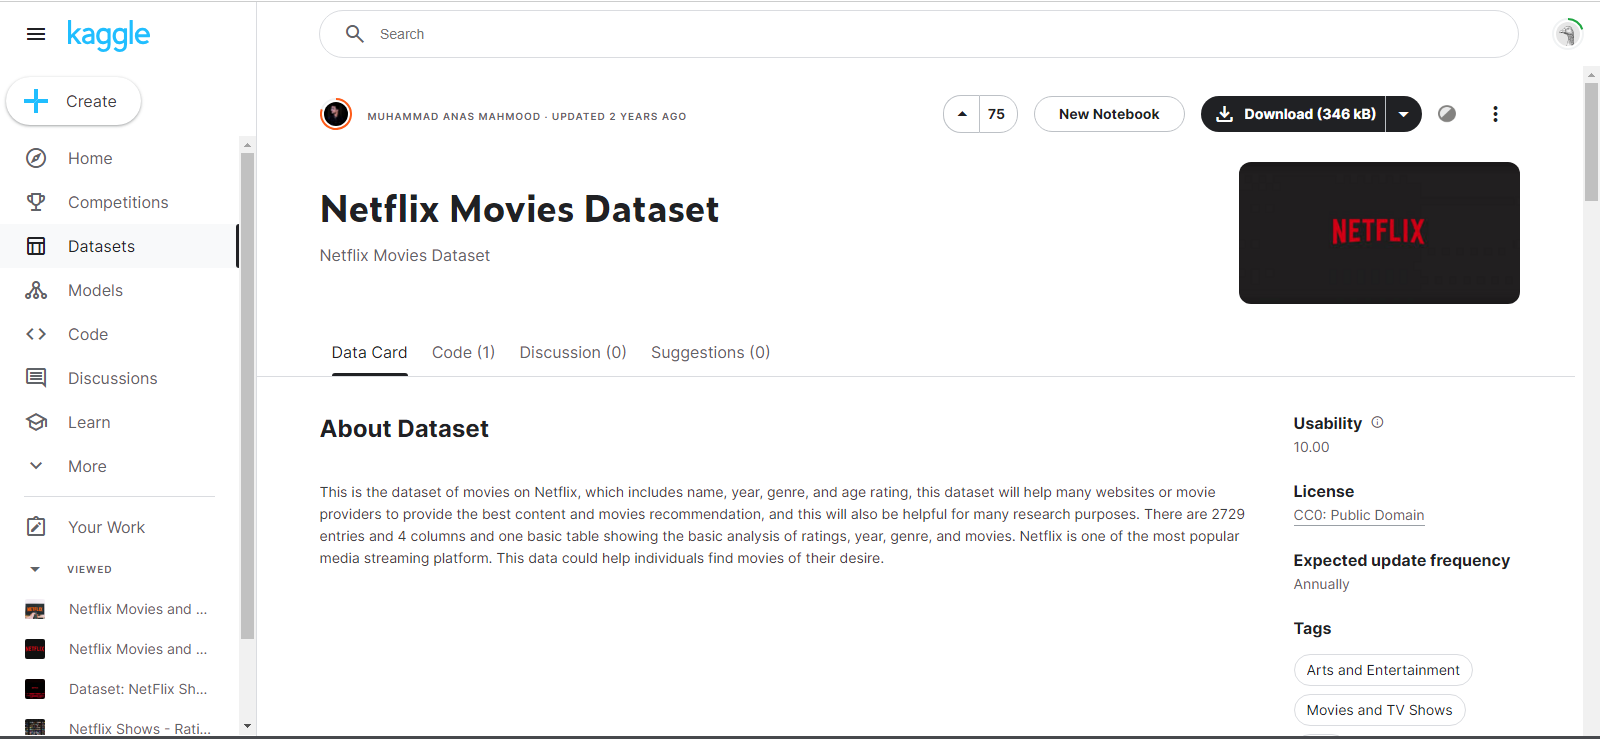 kaggle
Search
Create
Home
Competitions
Datasets
Models
Code
Discussions
Learn
More
Your Work
VIEWED
Netflix Movies and ...
Netflix Movies and ...
Dataset: NetFlix Sh...
Netflix Shows - Rati...
MUHAMMAD ANAS MAHMOOD · UPDATED 2 YEARS AGO
75
New Notebook
Download (346 kB)
Netflix Movies Dataset
Netflix Movies Dataset
NETFLIX
Data Card Code (1) Discussion (0) Suggestions (0)
About Dataset
This is the dataset of movies on Netflix, which includes name, year, genre, and age rating, this dataset will help many websites or movie
providers to provide the best content and movies recommendation, and this will also be helpful for many research purposes. There are 2729
entries and 4 columns and one basic table showing the basic analysis of ratings, year, genre, and movies. Netflix is one of the most popular
media streaming platform. This data could help individuals find movies of their desire.
Usability
10.00
License
CC0: Public Domain
Expected update frequency
Annually
Tags
Arts and Entertainment
Movies and TV Shows